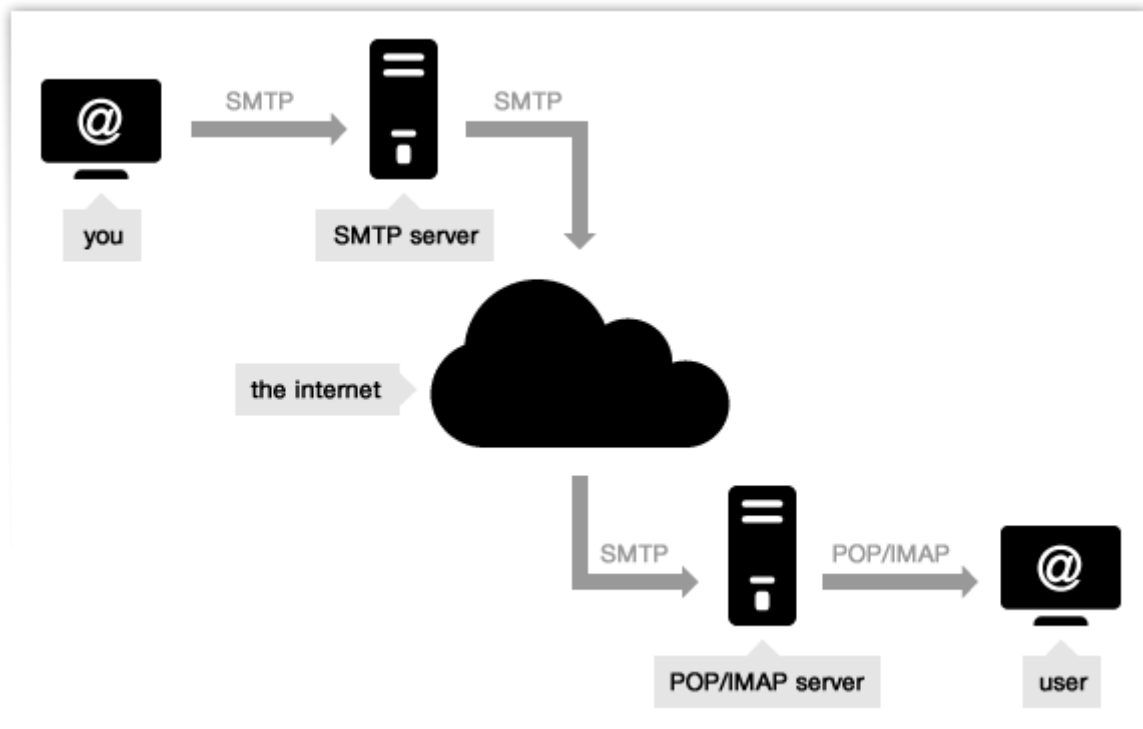 SMTP
SMTP
@
you
SMTP server
the internet
SMTP
POP/IMAP
@
POP/IMAP server
user